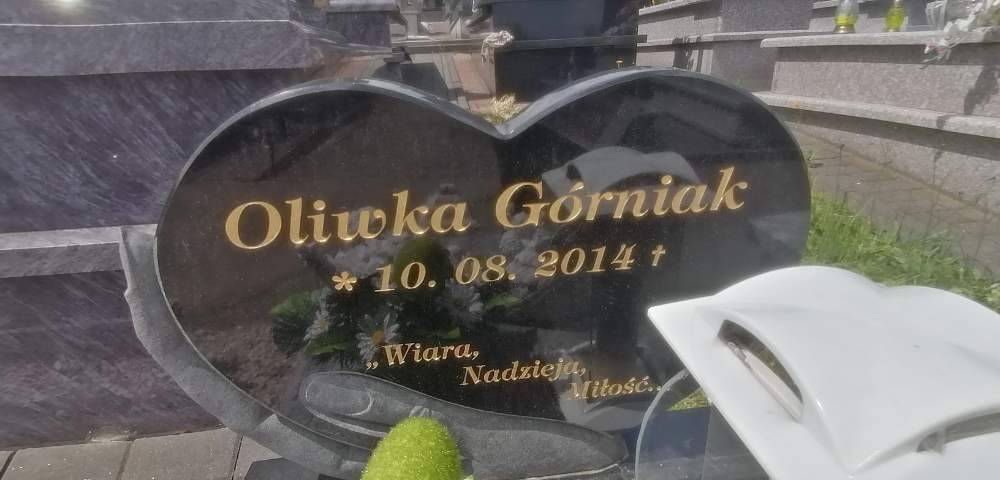 Oliwka Górniak
* 10. 08. 2014 †
„Wiara,
Nadzieja,
Miłość..